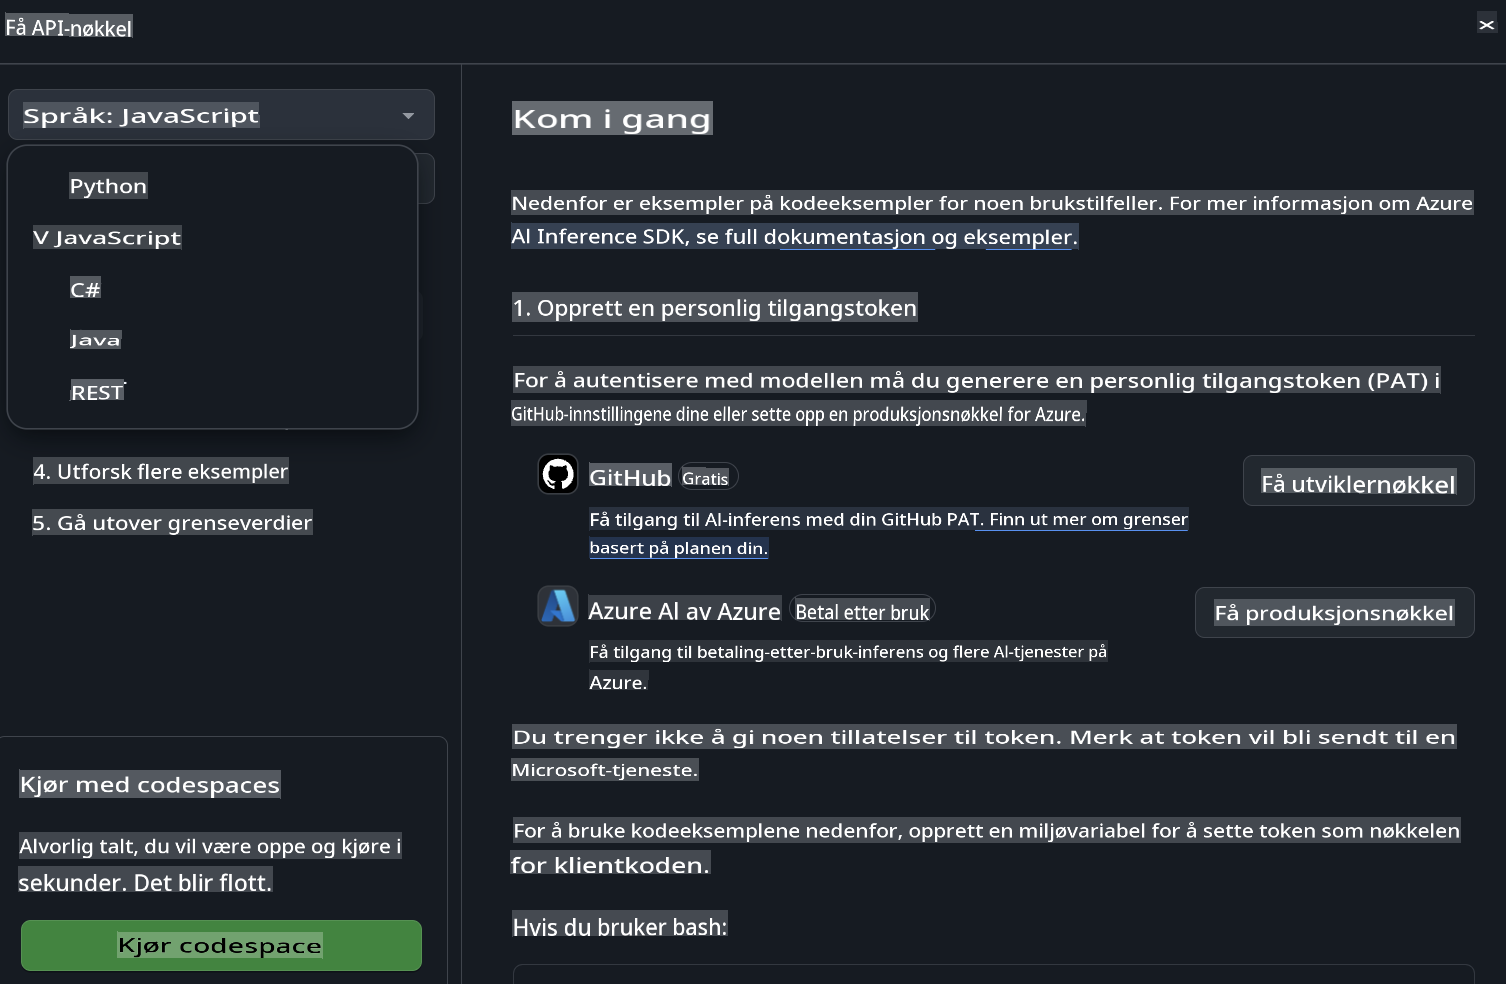 Få API-nøkkel
Språk: JavaScript
Python
V JavaScript
C#
Java
REST
4. Utforsk flere eksempler
5. Gå utover grenseverdier
Kjør med codespaces
Alvorlig talt, du vil være oppe og kjøre i
sekunder. Det blir flott.
Kjør codespace
Kom i gang
Nedenfor er eksempler på kodeeksempler for noen brukstilfeller. For mer informasjon om Azure
AI Inference SDK, se full dokumentasjon og eksempler.
1. Opprett en personlig tilgangstoken
For å autentisere med modellen må du generere en personlig tilgangstoken (PAT) i
GitHub-innstillingene dine eller sette opp en produksjonsnøkkel for Azure.
GitHub Gratis
Få utviklernøkkel
Få tilgang til AI-inferens med din GitHub PAT. Finn ut mer om grenser
basert på planen din.
Azure AI av Azure Betal etter bruk
Få produksjonsnøkkel
Få tilgang til betaling-etter-bruk-inferens og flere AI-tjenester på
Azure.
Du trenger ikke å gi noen tillatelser til token. Merk at token vil bli sendt til en
Microsoft-tjeneste.
For å bruke kodeeksemplene nedenfor, opprett en miljøvariabel for å sette token som nøkkelen
for klientkoden.
Hvis du bruker bash: